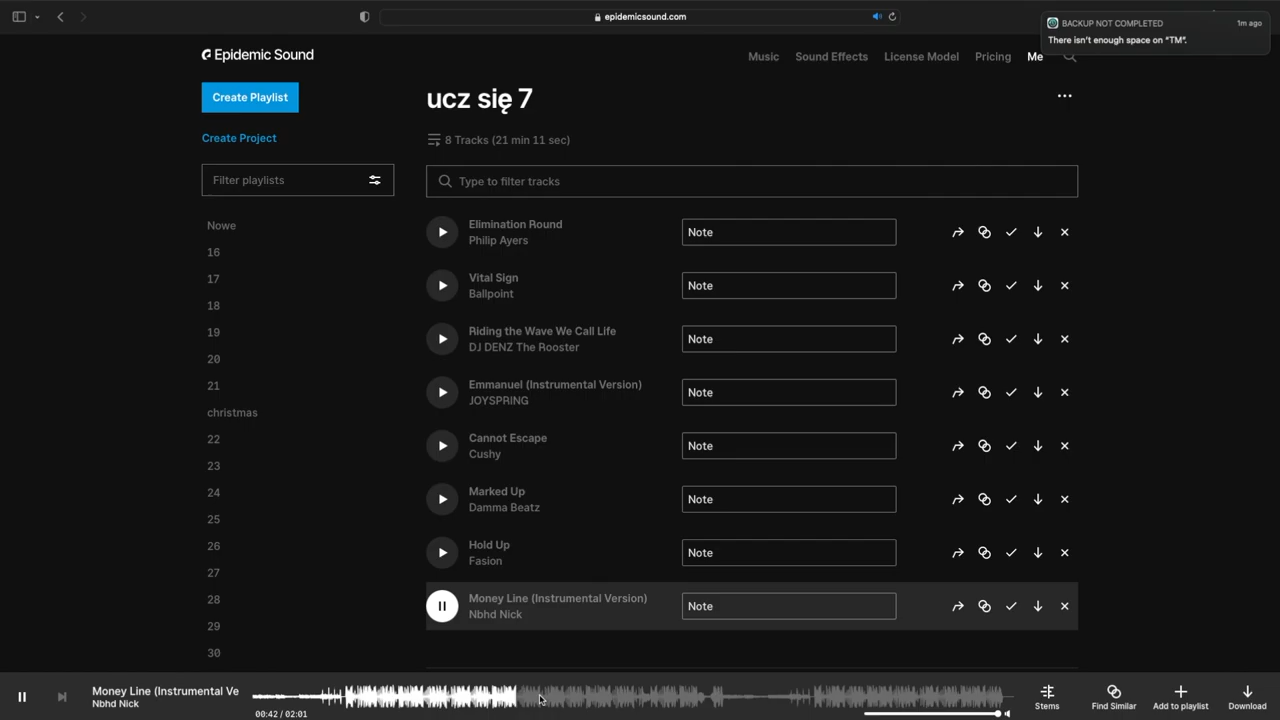 epidemicsound.com
BACKUP NOT COMPLETED
1m ago
There isn't enough space on "TM".
Epidemic Sound
Music
Sound Effects
License Model
Pricing
Me
Create Playlist
Create Project
Filter playlists
Nowe
16
17
18
19
20
21
christmas
22
23
24
25
26
27
28
29
30
ucz się 7
8 Tracks (21 min 11 sec)
Type to filter tracks
Elimination Round
Philip Ayers
Note
Vital Sign
Ballpoint
Note
Riding the Wave We Call Life
DJ DENZ The Rooster
Note
Emmanuel (Instrumental Version)
JOYSPRING
Note
Cannot Escape
Cushy
Note
Marked Up
Damma Beatz
Note
Hold Up
Fasion
Note
Money Line (Instrumental Version)
Nbhd Nick
Note
Money Line (Instrumental Ve
Nbhd Nick
00:42 / 02:01
Stems
Find Similar
Add to playlist
Download